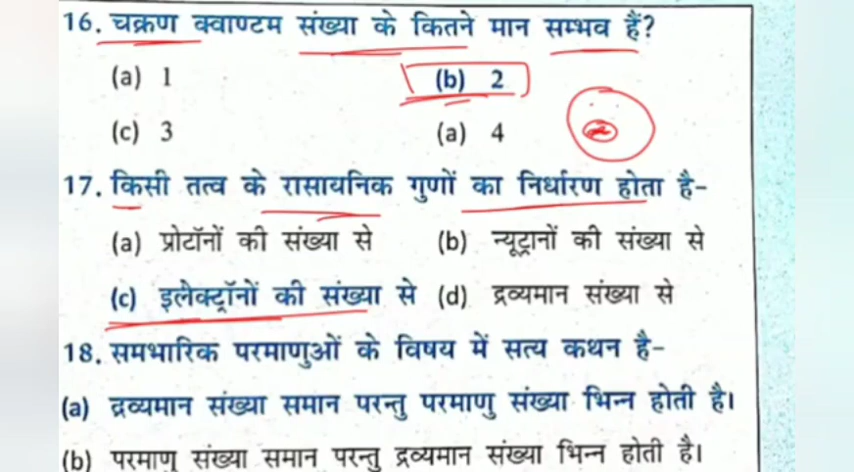 16. चक्रण क्वाण्टम संख्या के कितने मान सम्भव हैं?
(a) 1 (b) 2
(c) 3 (a) 4
17. किसी तत्व के रासायनिक गुणों का निर्धारण होता है-
(a) प्रोटॉनों की संख्या से (b) न्यूट्रानों की संख्या से
(c) इलैक्ट्रॉनों की संख्या से (d) द्रव्यमान संख्या से
18. समभारिक परमाणुओं के विषय में सत्य कथन है-
(a) द्रव्यमान संख्या समान परन्तु परमाणु संख्या भिन्न होती है।
(b) परमाणु संख्या समान परन्तु द्रव्यमान संख्या भिन्न होती है।